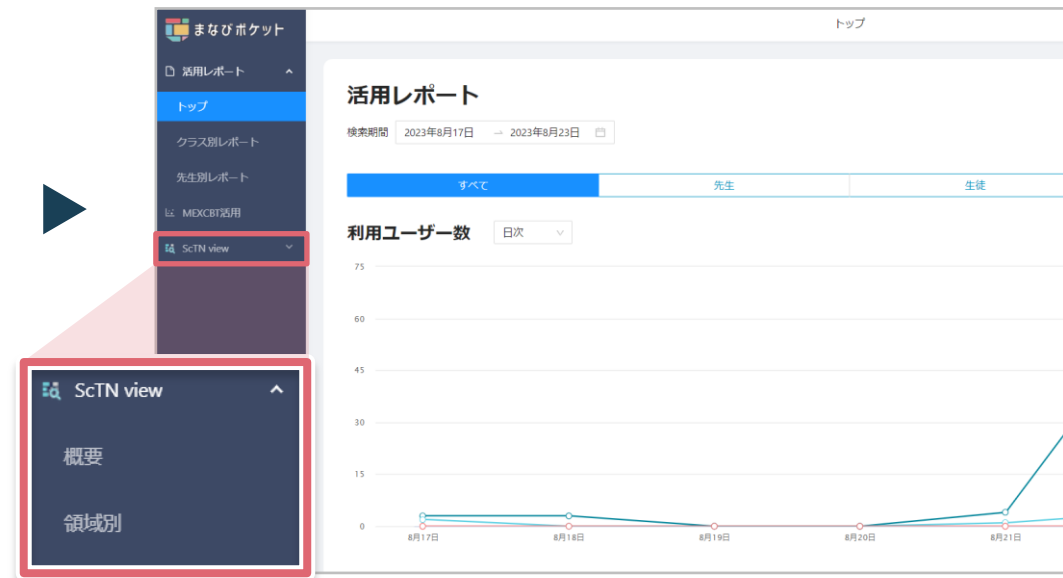 まなびポケット
トップ
活用レポート
トップ
クラス別レポート
先生別レポート
MEXCBT活用
ScTN view
活用レポート
検索期間 2023年8月17日 → 2023年8月23日
すべて 先生 生徒
利用ユーザー数 日次
75
60
45
30
15
0
8月17日 8月18日 8月19日 8月20日 8月21日
ScTN view
概要
領域別